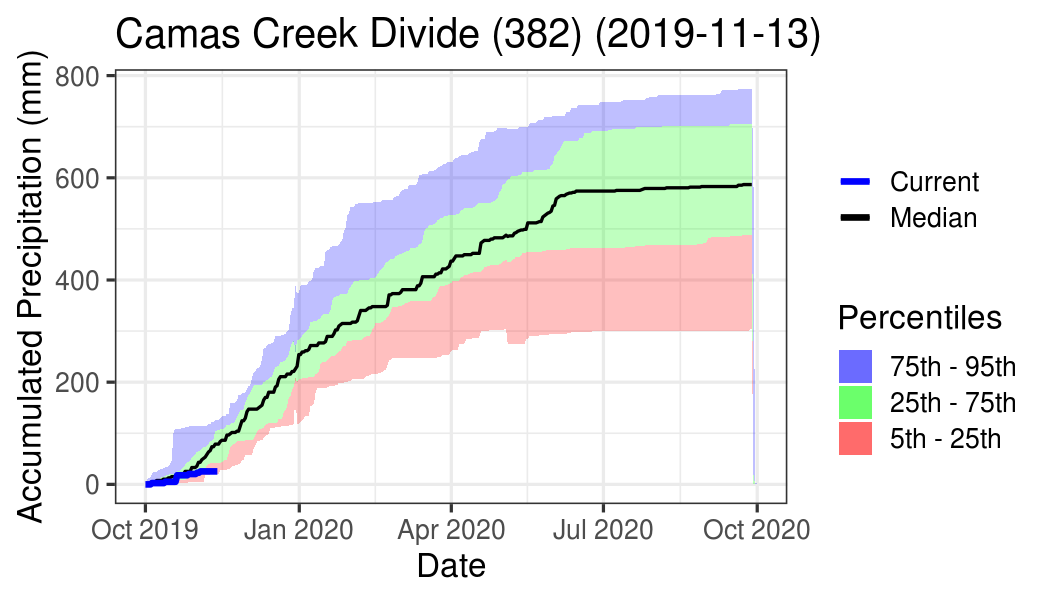 Camas Creek Divide (382) (2019-11-13)
Accumulated Precipitation (mm)
800
600
400
200
0
Oct 2019
Jan 2020
Apr 2020
Jul 2020
Oct 2020
Date
Current
Median
Percentiles
75th - 95th
25th - 75th
5th - 25th